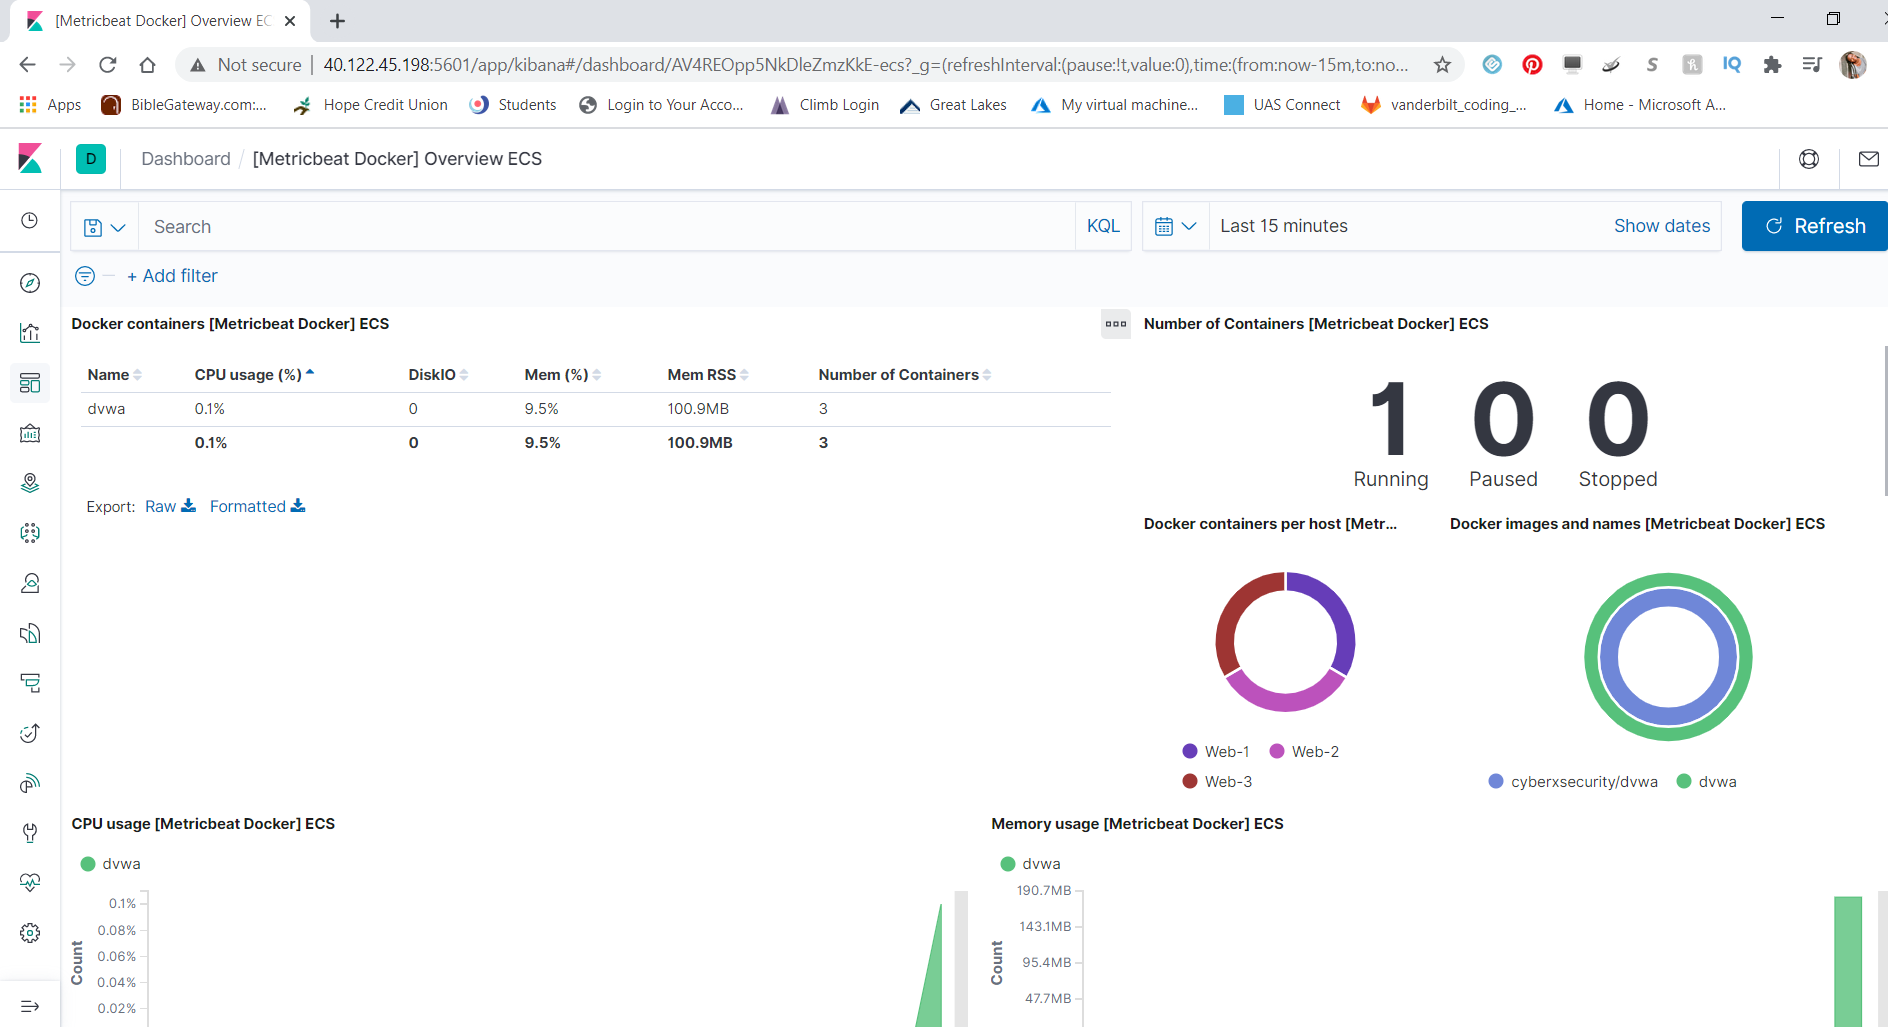 [Metricbeat Docker] Overview EC
Not secure 40.122.45.198:5601/app/kibana#/dashboard/AV4REOpp5NkDleZmzKkE-ecs?_g=(refreshInterval:(pause:!t,value:0),time:(from:now-15m,to:no...
Apps BibleGateway.com:... Hope Credit Union Students Login to Your Acco... Climb Login Great Lakes My virtual machine... UAS Connect vanderbilt_coding_... Home - Microsoft A...
D Dashboard / [Metricbeat Docker] Overview ECS
Search KQL Last 15 minutes Show dates Refresh
+ Add filter
Docker containers [Metricbeat Docker] ECS
Name CPU usage (%) DiskIO Mem (%) Mem RSS Number of Containers
dvwa 0.1% 0 9.5% 100.9MB 3
0.1% 0 9.5% 100.9MB 3
Export: Raw Formatted
Number of Containers [Metricbeat Docker] ECS
1 0 0
Running Paused Stopped
Docker containers per host [Metr...
Web-1 Web-2
Web-3
Docker images and names [Metricbeat Docker] ECS
cyberxsecurity/dvwa dvwa
CPU usage [Metricbeat Docker] ECS
dvwa
0.1%
0.08%
0.06%
0.04%
0.02%
Count
Memory usage [Metricbeat Docker] ECS
dvwa
190.7MB
143.1MB
95.4MB
47.7MB
Count